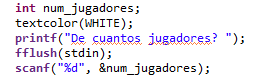 int num_jugadores;
textcolor(WHITE);
printf("De cuantos jugadores? ");
fflush(stdin);
scanf("%d", &num_jugadores);